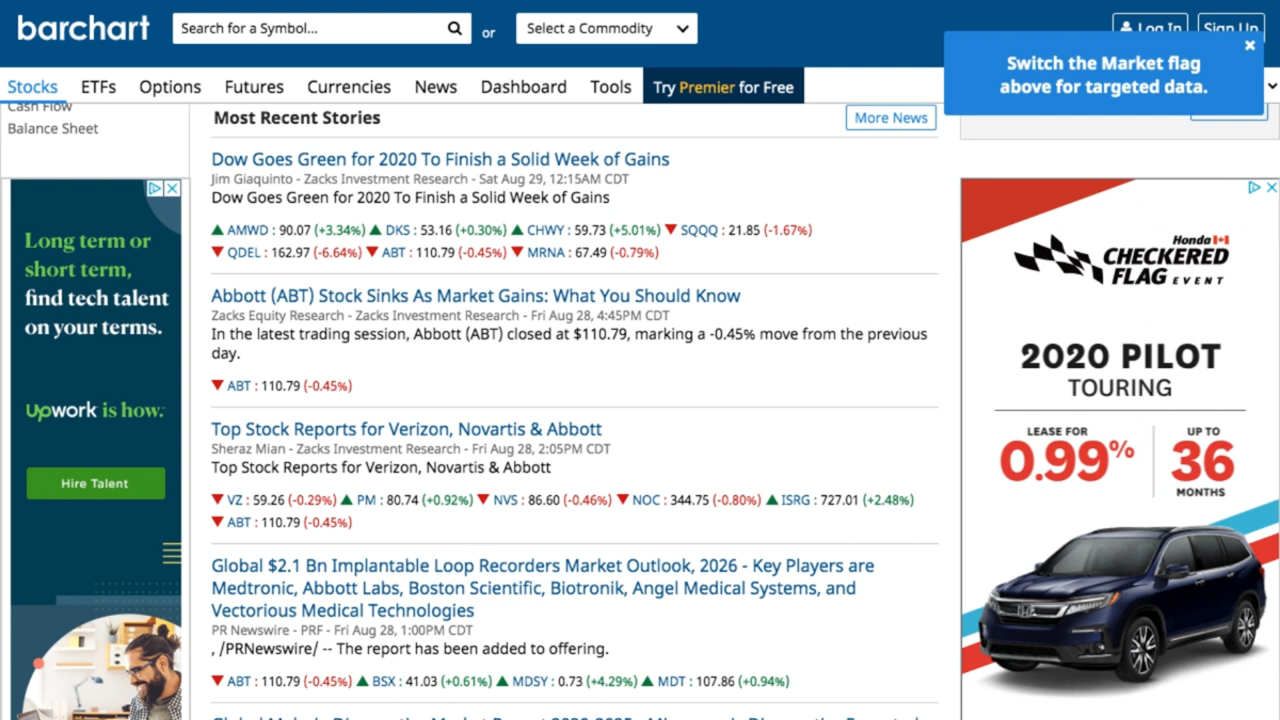 barchart
Search for a Symbol...
or
Select a Commodity
Log In
Sign Up
Switch the Market flag
above for targeted data.
Stocks ETFs Options Futures Currencies News Dashboard Tools Try Premier for Free
Cash Flow
Balance Sheet
Long term or
short term,
find tech talent
on your terms.
Upwork is how.
Hire Talent
Most Recent Stories
More News
Dow Goes Green for 2020 To Finish a Solid Week of Gains
Jim Giaquinto - Zacks Investment Research - Sat Aug 29, 12:15AM CDT
Dow Goes Green for 2020 To Finish a Solid Week of Gains
AMWD : 90.07 (+3.34%) DKS : 53.16 (+0.30%) CHWY : 59.73 (+5.01%) SQQQ : 21.85 (-1.67%)
QDEL : 162.97 (-6.64%) ABT : 110.79 (-0.45%) MRNA : 67.49 (-0.79%)
Abbott (ABT) Stock Sinks As Market Gains: What You Should Know
Zacks Equity Research - Zacks Investment Research - Fri Aug 28, 4:45PM CDT
In the latest trading session, Abbott (ABT) closed at $110.79, marking a -0.45% move from the previous
day.
ABT : 110.79 (-0.45%)
Top Stock Reports for Verizon, Novartis & Abbott
Sheraz Mian - Zacks Investment Research - Fri Aug 28, 2:05PM CDT
Top Stock Reports for Verizon, Novartis & Abbott
VZ : 59.26 (-0.29%) PM : 80.74 (+0.92%) NVS : 86.60 (-0.46%) NOC : 344.75 (-0.80%) ISRG : 727.01 (+2.48%)
ABT : 110.79 (-0.45%)
Global $2.1 Bn Implantable Loop Recorders Market Outlook, 2026 - Key Players are
Medtronic, Abbott Labs, Boston Scientific, Biotronik, Angel Medical Systems, and
Vectorious Medical Technologies
PR Newswire - PRF - Fri Aug 28, 1:00PM CDT
, /PRNewswire/ -- The report has been added to offering.
ABT : 110.79 (-0.45%) BSX : 41.03 (+0.61%) MDSY : 0.73 (+4.29%) MDT : 107.86 (+0.94%)
Honda
CHECKERED
FLAG EVENT
2020 PILOT
TOURING
LEASE FOR
0.99%
UP TO
36
MONTHS